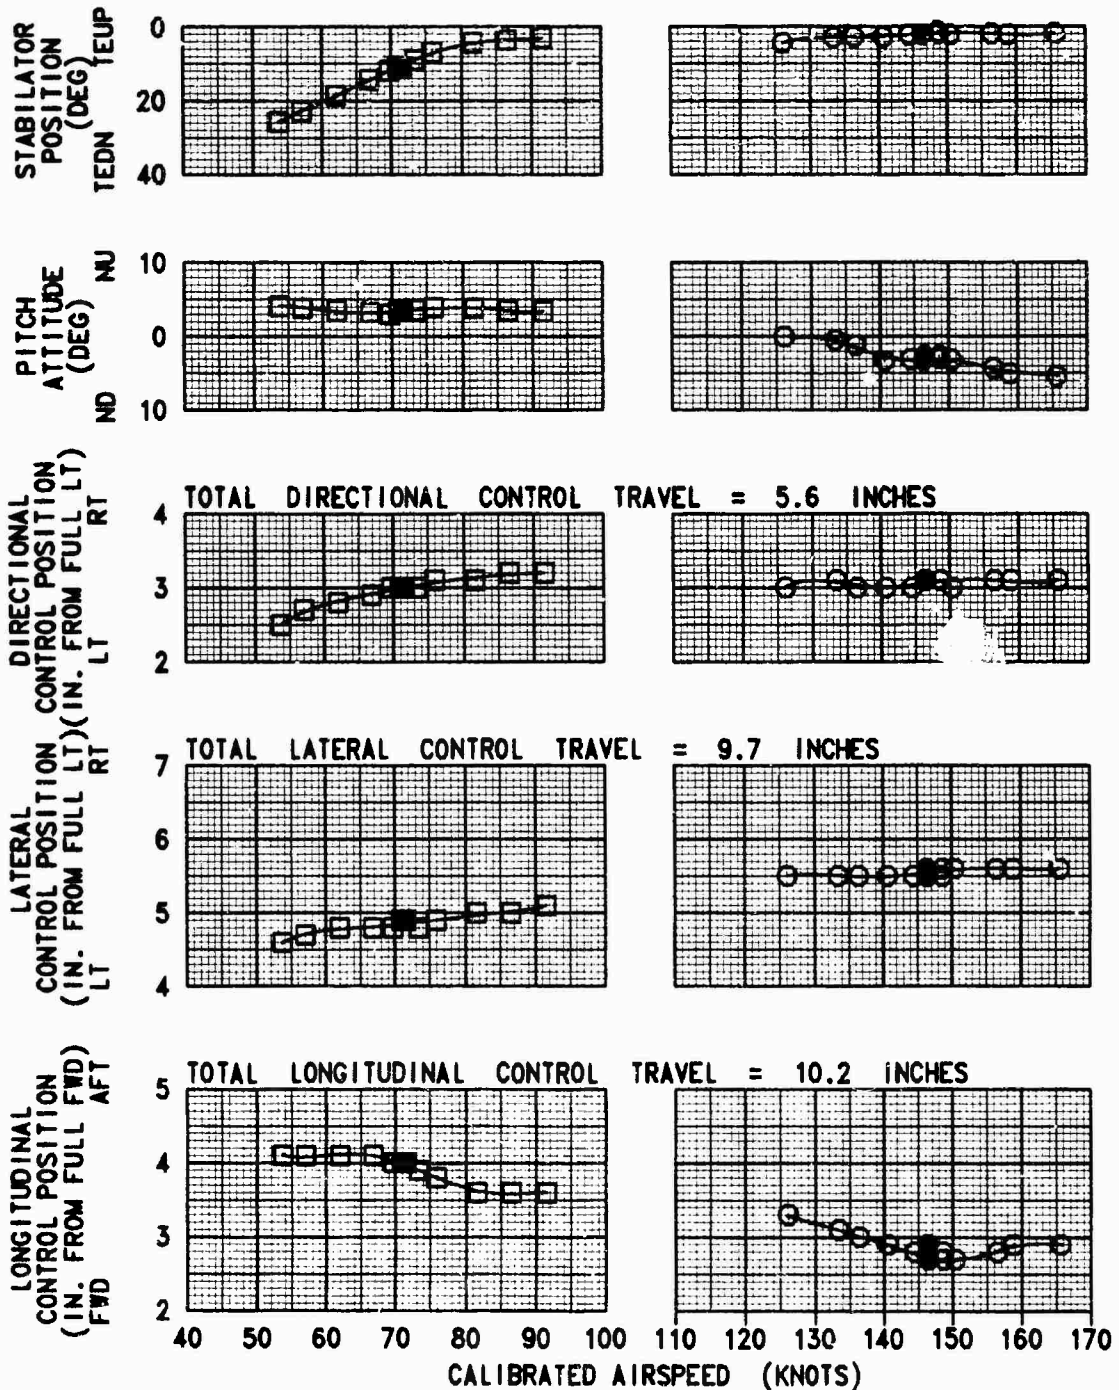 STABILATOR
POSITION
(DEG)
TEDN TEUP
0
20
40
PITCH
ATTITUDE
(DEG)
ND NU
10
0
10
DIRECTIONAL
CONTROL POSITION
(IN. FROM FULL LT)
LT RT
TOTAL DIRECTIONAL CONTROL TRAVEL = 5.6 INCHES
4
3
2
LATERAL
CONTROL POSITION
(IN. FROM FULL LT)
LT RT
TOTAL LATERAL CONTROL TRAVEL = 9.7 INCHES
7
6
5
4
LONGITUDINAL
CONTROL POSITION
(IN. FROM FULL FWD)
FWD AFT
TOTAL LONGITUDINAL CONTROL TRAVEL = 10.2 INCHES
5
4
3
2
40 50 60 70 80 90 100 110 120 130 140 150 160 170
CALIBRATED AIRSPEED (KNOTS)